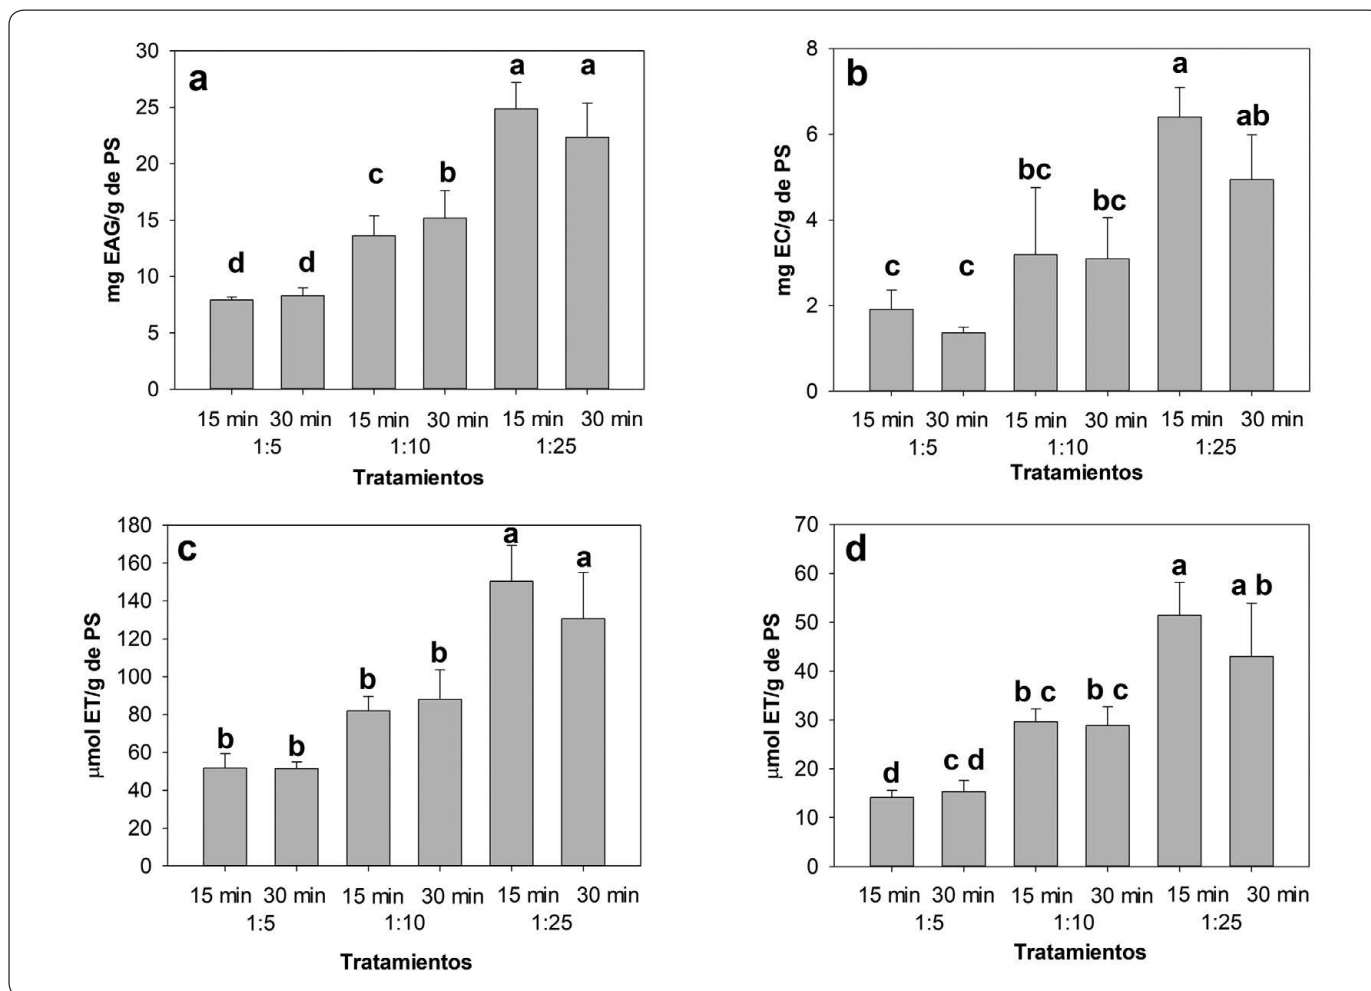 a
mg EAG/g de PS
30
25
20
15
10
5
0
d d c b a a
15 min 30 min 15 min 30 min 15 min 30 min
1:5 1:10 1:25
Tratamientos
b
mg EC/g de PS
8
6
4
2
0
c c bc bc a ab
15 min 30 min 15 min 30 min 15 min 30 min
1:5 1:10 1:25
Tratamientos
c
μmol ET/g de PS
180
160
140
120
100
80
60
40
20
0
b b b b a a
15 min 30 min 15 min 30 min 15 min 30 min
1:5 1:10 1:25
Tratamientos
d
μmol ET/g de PS
70
60
50
40
30
20
10
0
d c d b c b c a a b
15 min 30 min 15 min 30 min 15 min 30 min
1:5 1:10 1:25
Tratamientos